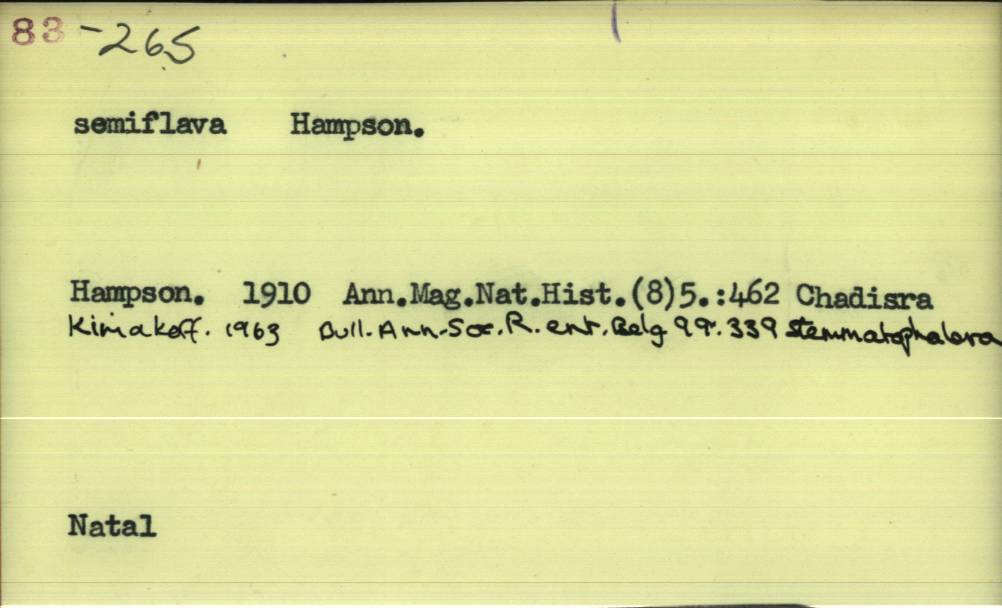 83 -265
semiflava Hampson.
Hampson. 1910 Ann.Mag.Nat.Hist.(8)5.:462 Chadisra
Kiriakoff. 1963 Bull.Ann.Soc.R.ent.Belg 99.339 Stemmatophalera
Natal